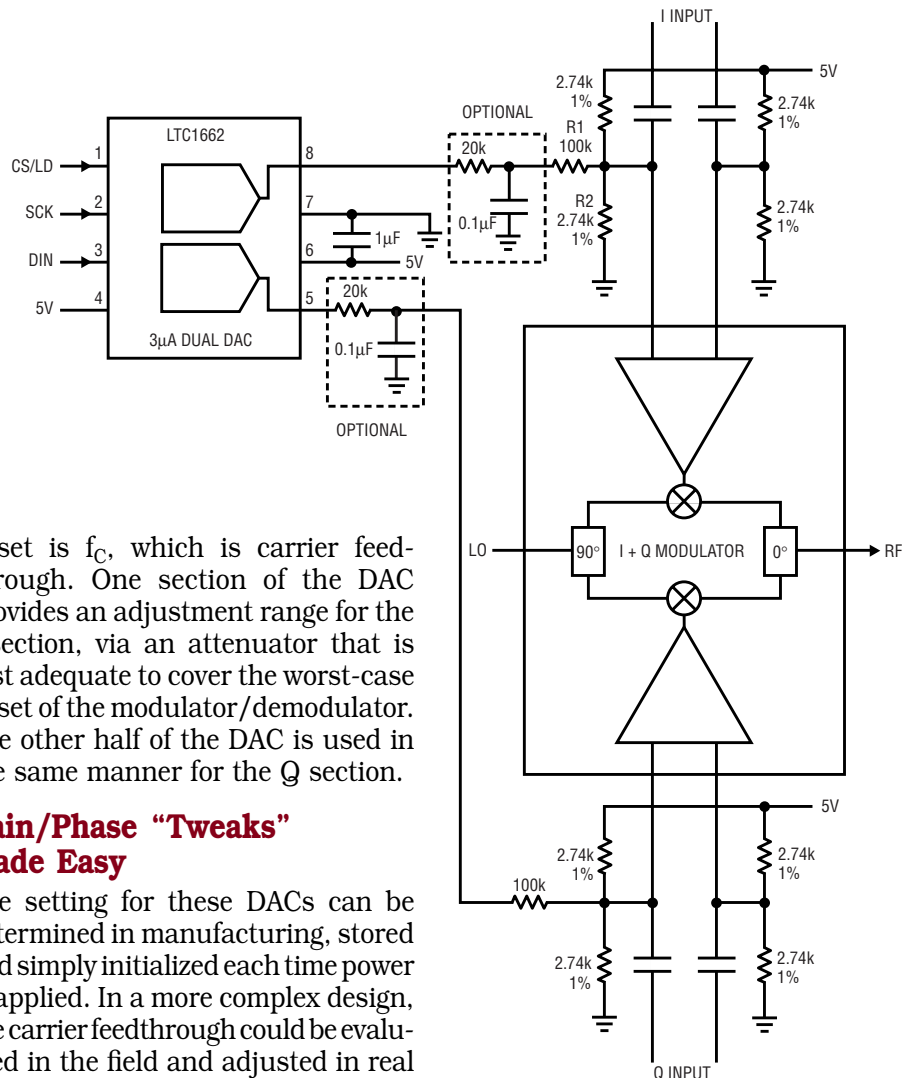 I INPUT
5V
2.74k
1%
2.74k
1%
OPTIONAL
R1
100k
20k
LTC1662
CS/LD
1
8
SCK
2
7
R2
2.74k
1%
2.74k
1%
0.1µF
1µF
DIN
3
6
5V
5V
4
5
20k
3µA DUAL DAC
0.1µF
OPTIONAL
LO
90°
I + Q MODULATOR
0°
RF
set is fC, which is carrier feed-
rough. One section of the DAC
ovides an adjustment range for the
section, via an attenuator that is
st adequate to cover the worst-case
set of the modulator/demodulator.
e other half of the DAC is used in
e same manner for the Q section.
ain/Phase “Tweaks”
ade Easy
e setting for these DACs can be
termined in manufacturing, stored
d simply initialized each time power
applied. In a more complex design,
e carrier feedthrough could be evalu-
ed in the field and adjusted in real
5V
2.74k
1%
2.74k
1%
100k
2.74k
1%
2.74k
1%
Q INPUT